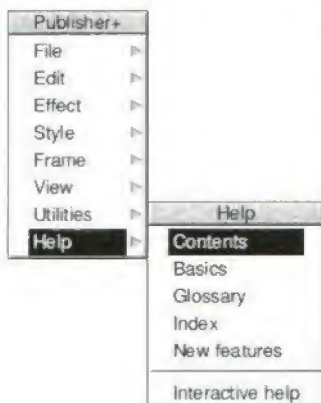 Publisher+
File
Edit
Effect
Style
Frame
View
Utilities
Help
Help
Contents
Basics
Glossary
Index
New features
Interactive help